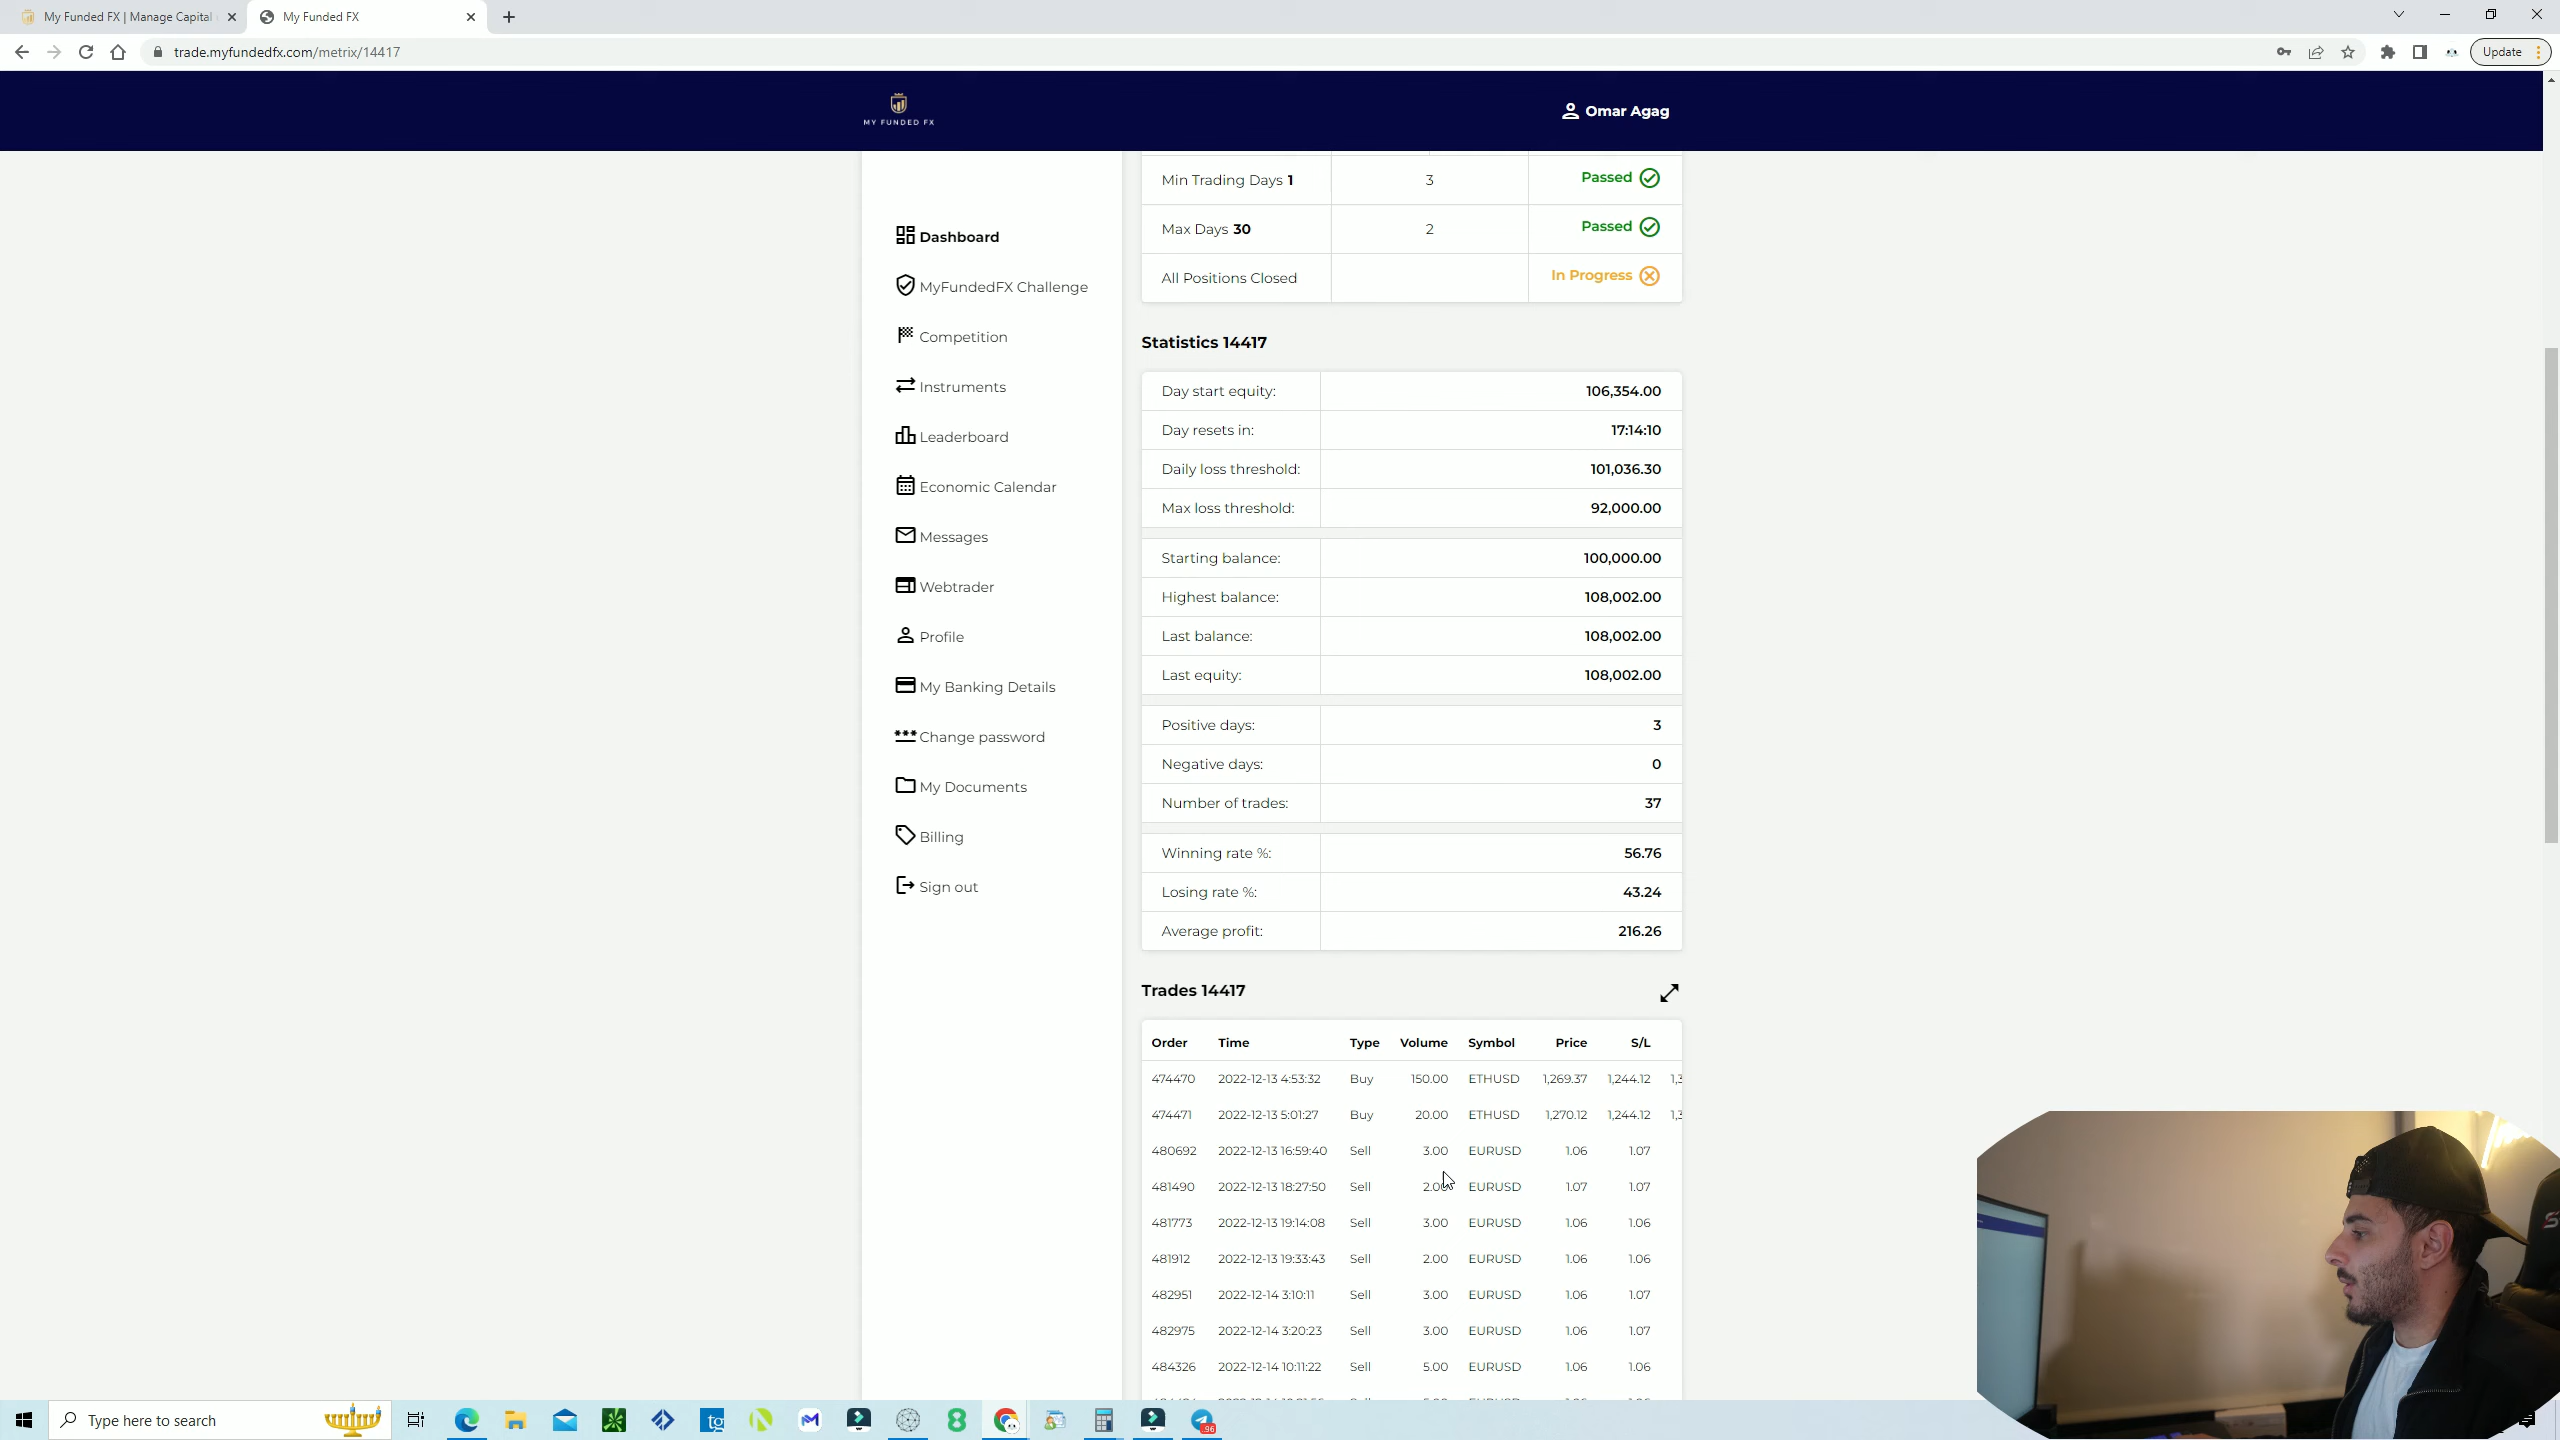 My Funded FX | Manage Capital
My Funded FX
trade.myfundedfx.com/metrix/14417
Update
MY FUNDED FX
Omar Agag
Dashboard
MyFundedFX Challenge
Competition
Instruments
Leaderboard
Economic Calendar
Messages
Webtrader
Profile
My Banking Details
Change password
My Documents
Billing
Sign out
Min Trading Days 1 3 Passed
Max Days 30 2 Passed
All Positions Closed In Progress
Statistics 14417
Day start equity: 106,354.00
Day resets in: 17:14:10
Daily loss threshold: 101,036.30
Max loss threshold: 92,000.00
Starting balance: 100,000.00
Highest balance: 108,002.00
Last balance: 108,002.00
Last equity: 108,002.00
Positive days: 3
Negative days: 0
Number of trades: 37
Winning rate %: 56.76
Losing rate %: 43.24
Average profit: 216.26
Trades 14417
Order Time Type Volume Symbol Price S/L
474470 2022-12-13 4:53:32 Buy 150.00 ETHUSD 1,269.37 1,244.12 1,3
474471 2022-12-13 5:01:27 Buy 20.00 ETHUSD 1,270.12 1,244.12 1,3
480692 2022-12-13 16:59:40 Sell 3.00 EURUSD 1.06 1.07
481490 2022-12-13 18:27:50 Sell 2.00 EURUSD 1.07 1.07
481773 2022-12-13 19:14:08 Sell 3.00 EURUSD 1.06 1.06
481912 2022-12-13 19:33:43 Sell 2.00 EURUSD 1.06 1.06
482951 2022-12-14 3:10:11 Sell 3.00 EURUSD 1.06 1.07
482975 2022-12-14 3:20:23 Sell 3.00 EURUSD 1.06 1.07
484326 2022-12-14 10:11:22 Sell 5.00 EURUSD 1.06 1.06
Type here to search
tg
8
96